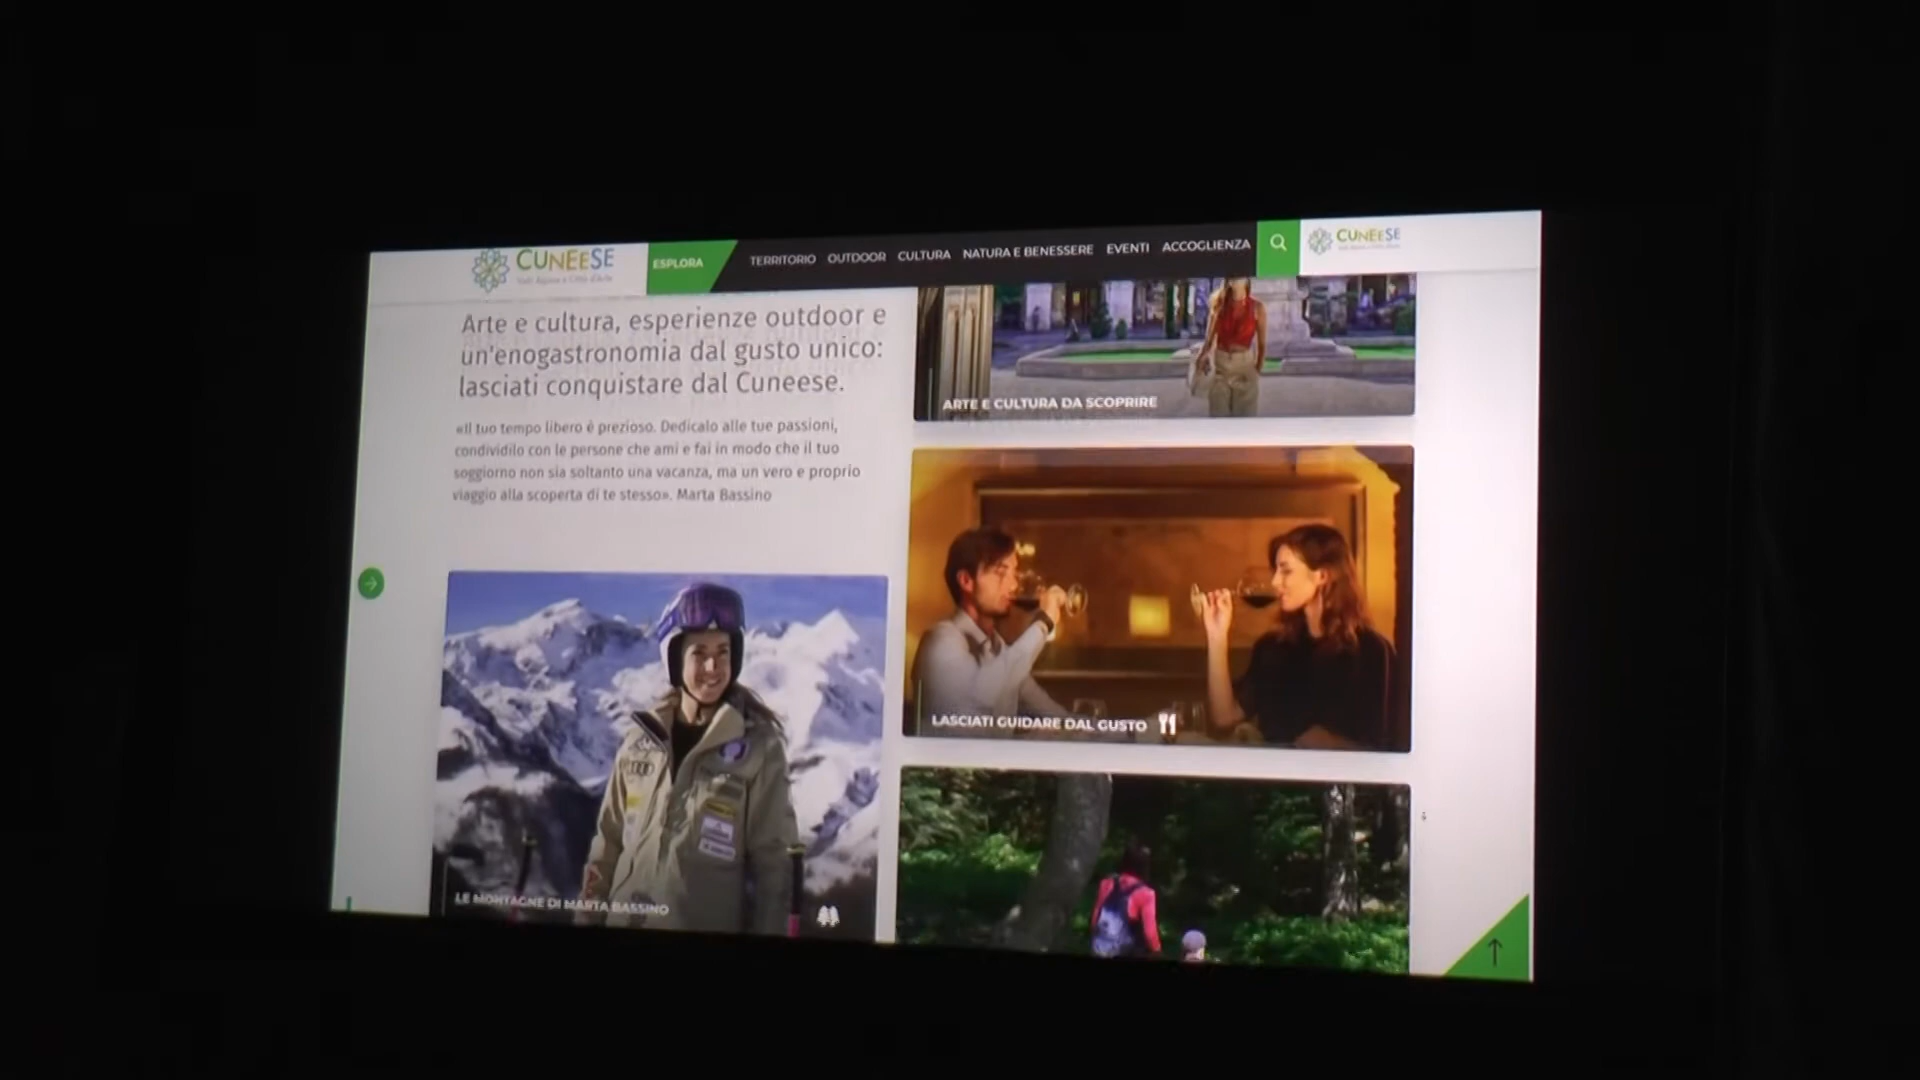 CUNEESE
ESPLORA
TERRITORIO
OUTDOOR
CULTURA
NATURA E BENESSERE
EVENTI
ACCOGLIENZA
CUNEESE
Arte e cultura, esperienze outdoor e
un'enogastronomia dal gusto unico:
lasciati conquistare dal Cuneese.
«Il tuo tempo libero è prezioso. Dedicalo alle tue passioni,
condividilo con le persone che ami e fai in modo che il tuo
soggiorno non sia soltanto una vacanza, ma un vero e proprio
viaggio alla scoperta di te stesso». Marta Bassino
LE MONTAGNE DI MARTA BASSINO
ARTE E CULTURA DA SCOPRIRE
LASCIATI GUIDARE DAL GUSTO